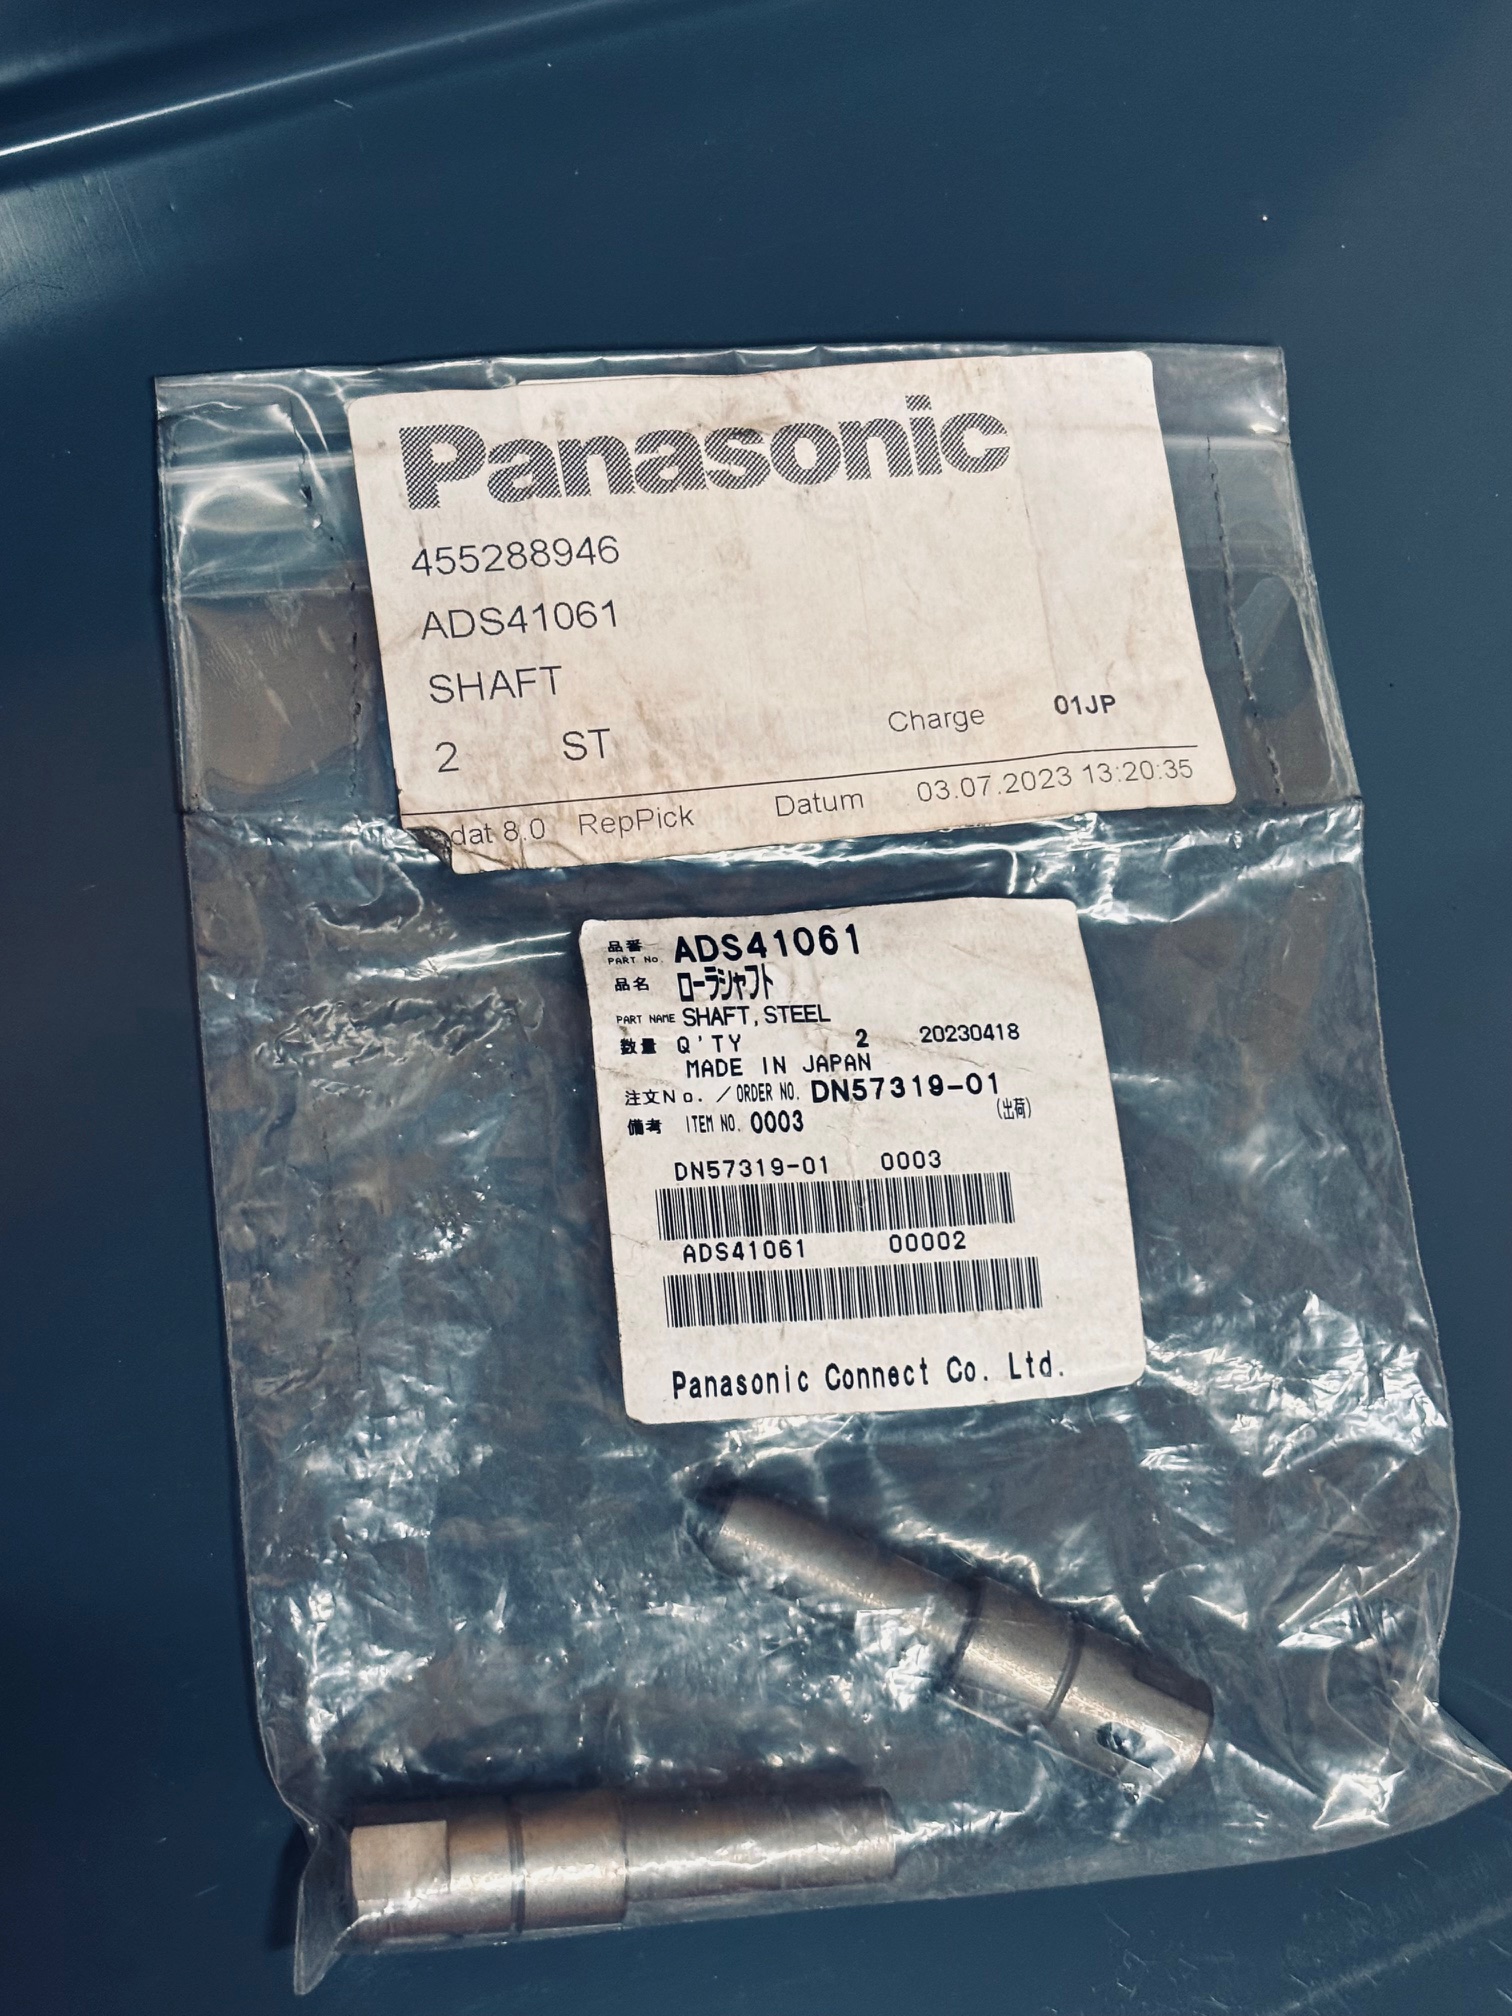 Panasonic
455288946
ADS41061
SHAFT
2 ST Charge 01JP
dat 8.0 RepPick Datum 03.07.2023 13:20:35
品番 PART No. ADS41061
品名 ローラシャフト
PART NAME SHAFT, STEEL
数量 Q'TY 2 20230418
MADE IN JAPAN
注文No./ORDER NO. DN57319-01
(出荷)
備考 ITEM NO. 0003
DN57319-01 0003
ADS41061 00002
Panasonic Connect Co. Ltd.